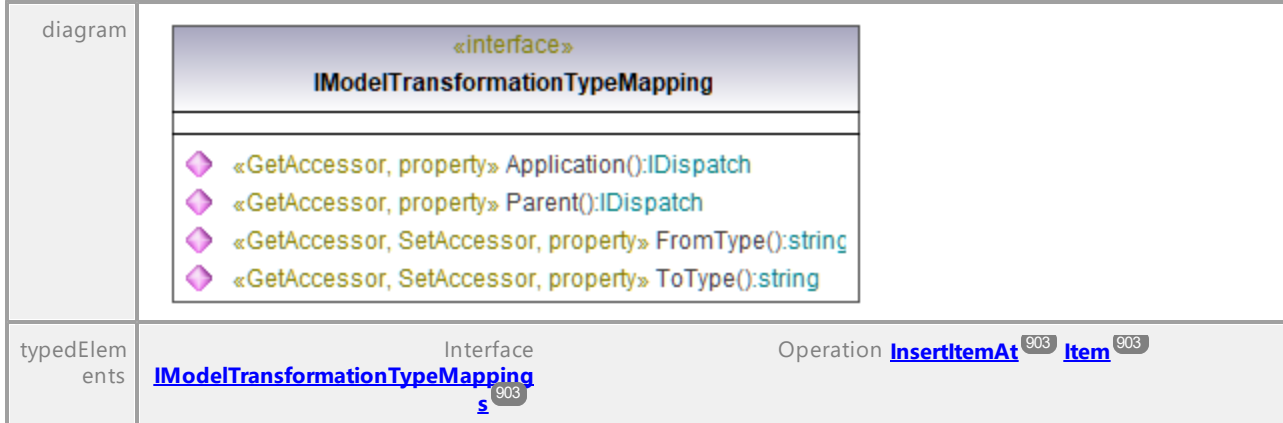 diagram
«interface»
IModelTransformationTypeMapping
«GetAccessor, property» Application():IDispatch
«GetAccessor, property» Parent():IDispatch
«GetAccessor, SetAccessor, property» FromType():string
«GetAccessor, SetAccessor, property» ToType():string
typedElem
ents
Interface
IModelTransformationTypeMapping
s 903
Operation InsertItemAt 903 Item 903